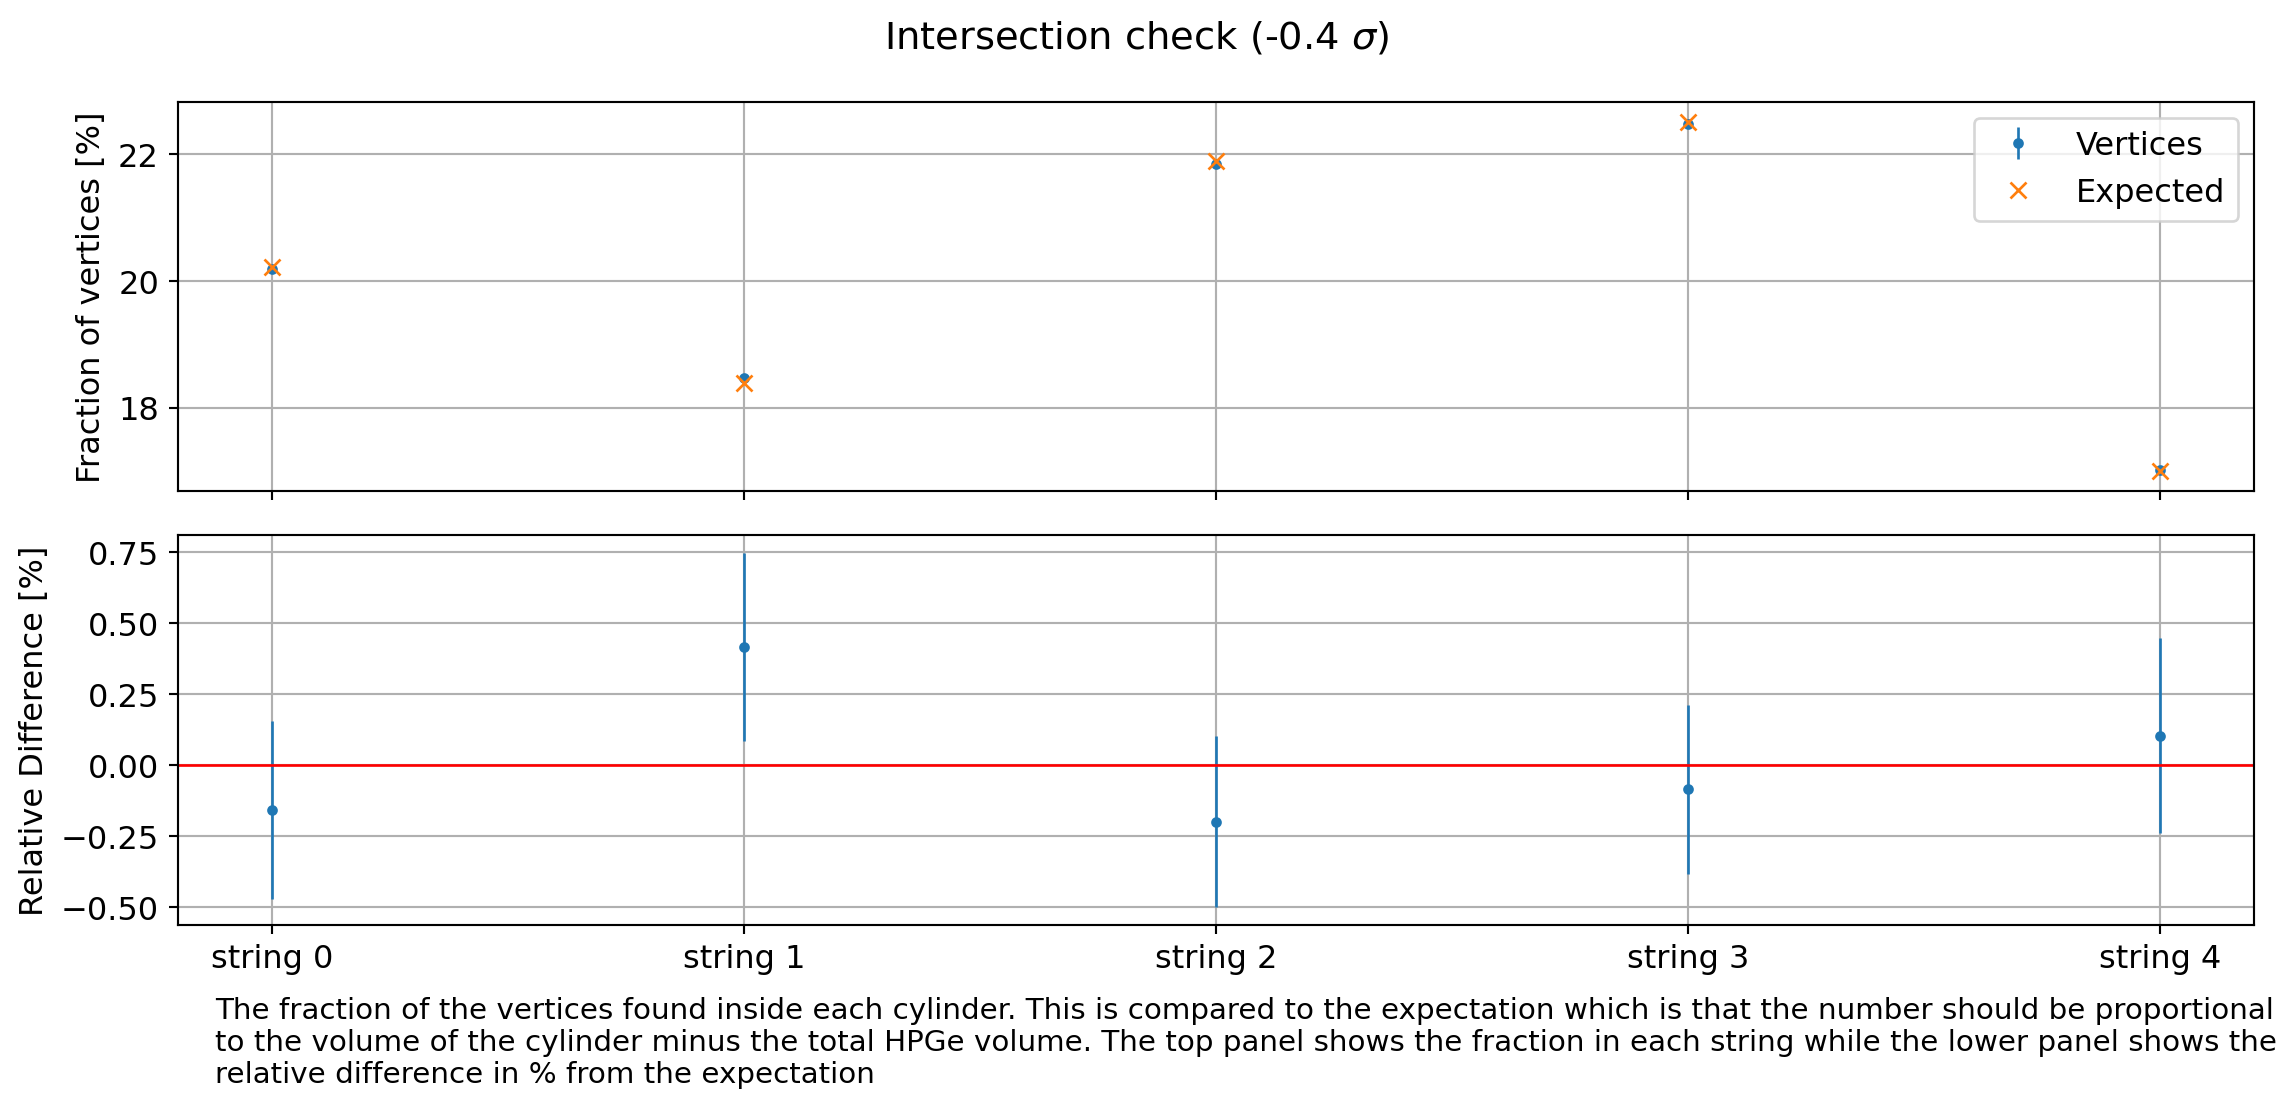 Intersection check (-0.4 σ)
Fraction of vertices [%]
22
20
18
Vertices
Expected
Relative Difference [%]
0.75
0.50
0.25
0.00
−0.25
−0.50
string 0 string 1 string 2 string 3 string 4
The fraction of the vertices found inside each cylinder. This is compared to the expectation which is that the number should be proportional
to the volume of the cylinder minus the total HPGe volume. The top panel shows the fraction in each string while the lower panel shows the
relative difference in % from the expectation